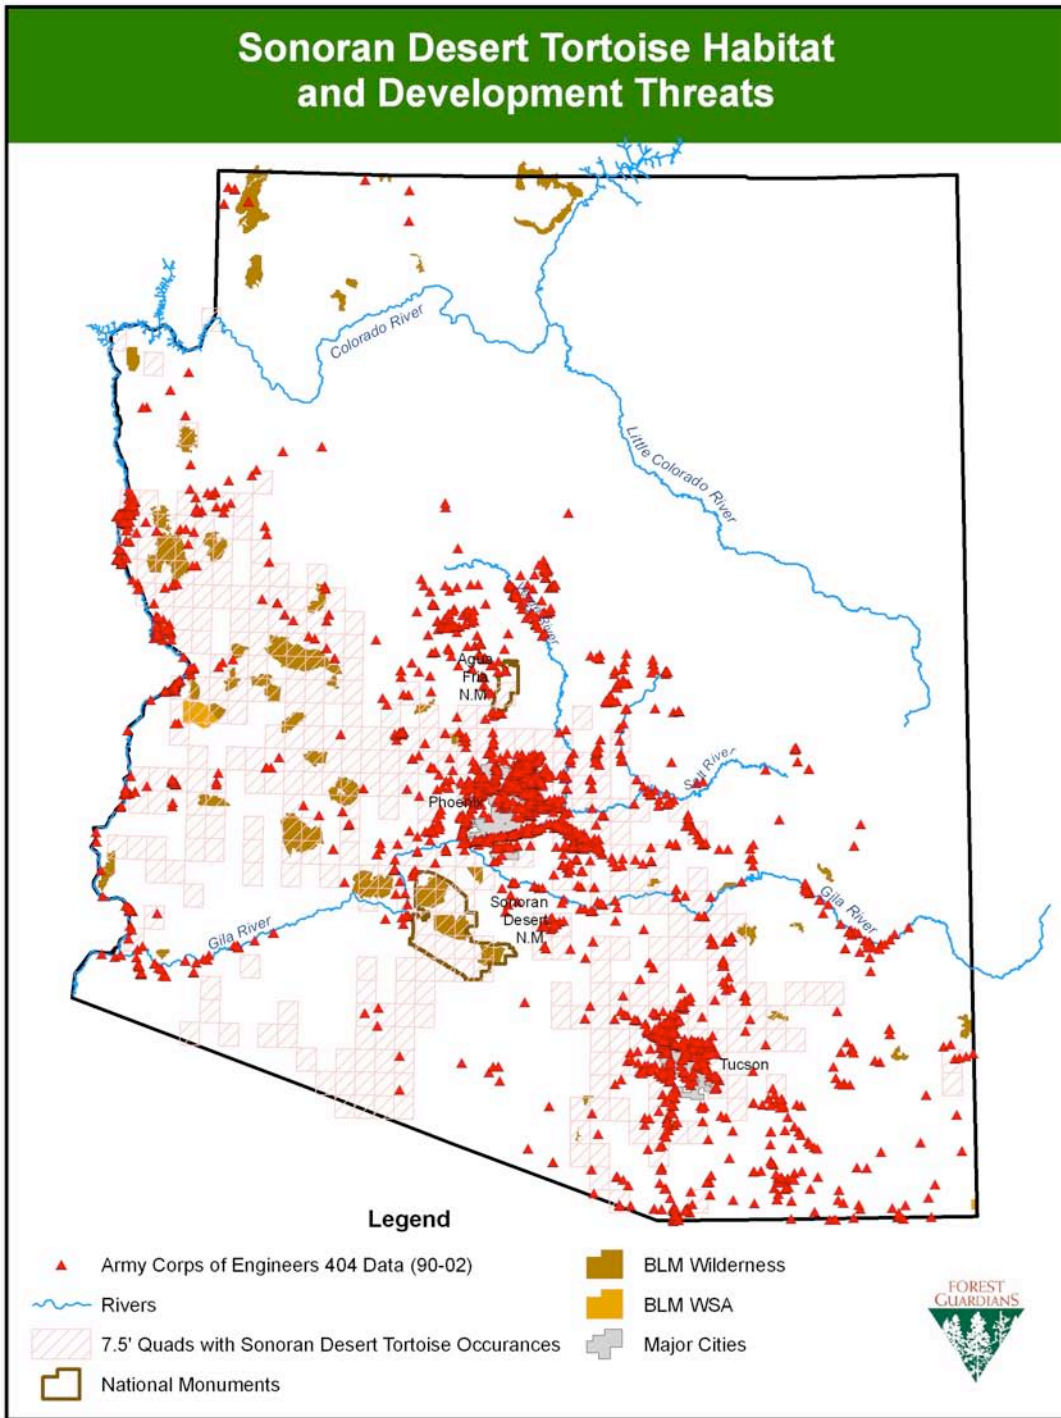 Sonoran Desert Tortoise Habitat
and Development Threats
Colorado River
Little Colorado River
Verde River
Agua
Fria
N.M.
Salt River
Phoenix
Gila River
Sonoran
Desert
N.M.
Gila River
Tucson
Legend
Army Corps of Engineers 404 Data (90-02)
Rivers
7.5' Quads with Sonoran Desert Tortoise Occurances
National Monuments
BLM Wilderness
BLM WSA
Major Cities
FOREST
GUARDIANS